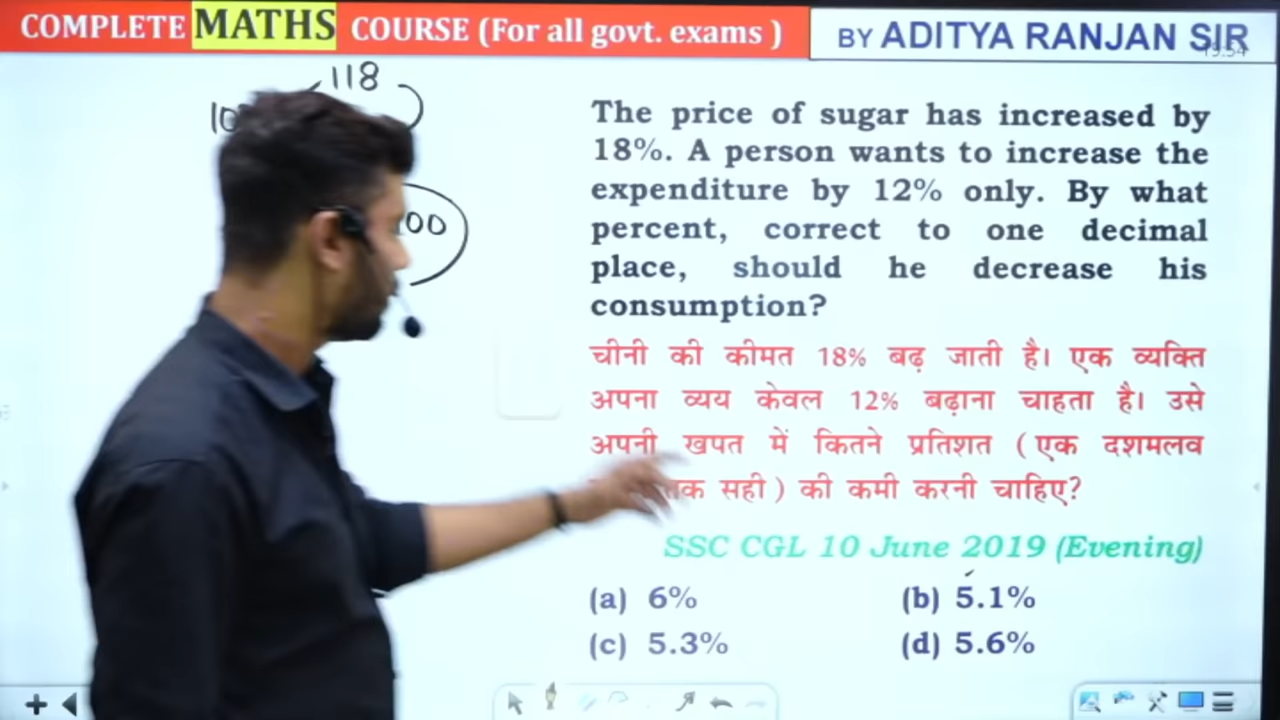 COMPLETE MATHS COURSE (For all govt. exams )
BY ADITYA RANJAN SIR
118
The price of sugar has increased by
18%. A person wants to increase the
expenditure by 12% only. By what
percent, correct to one decimal
place, should he decrease his
consumption?
चीनी की कीमत 18% बढ़ जाती है। एक व्यक्ति
अपना व्यय केवल 12% बढ़ाना चाहता है। उसे
अपनी खपत में कितने प्रतिशत ( एक दशमलव
तक सही ) की कमी करनी चाहिए?
SSC CGL 10 June 2019 (Evening)
(a) 6% (b) 5.1%
(c) 5.3% (d) 5.6%